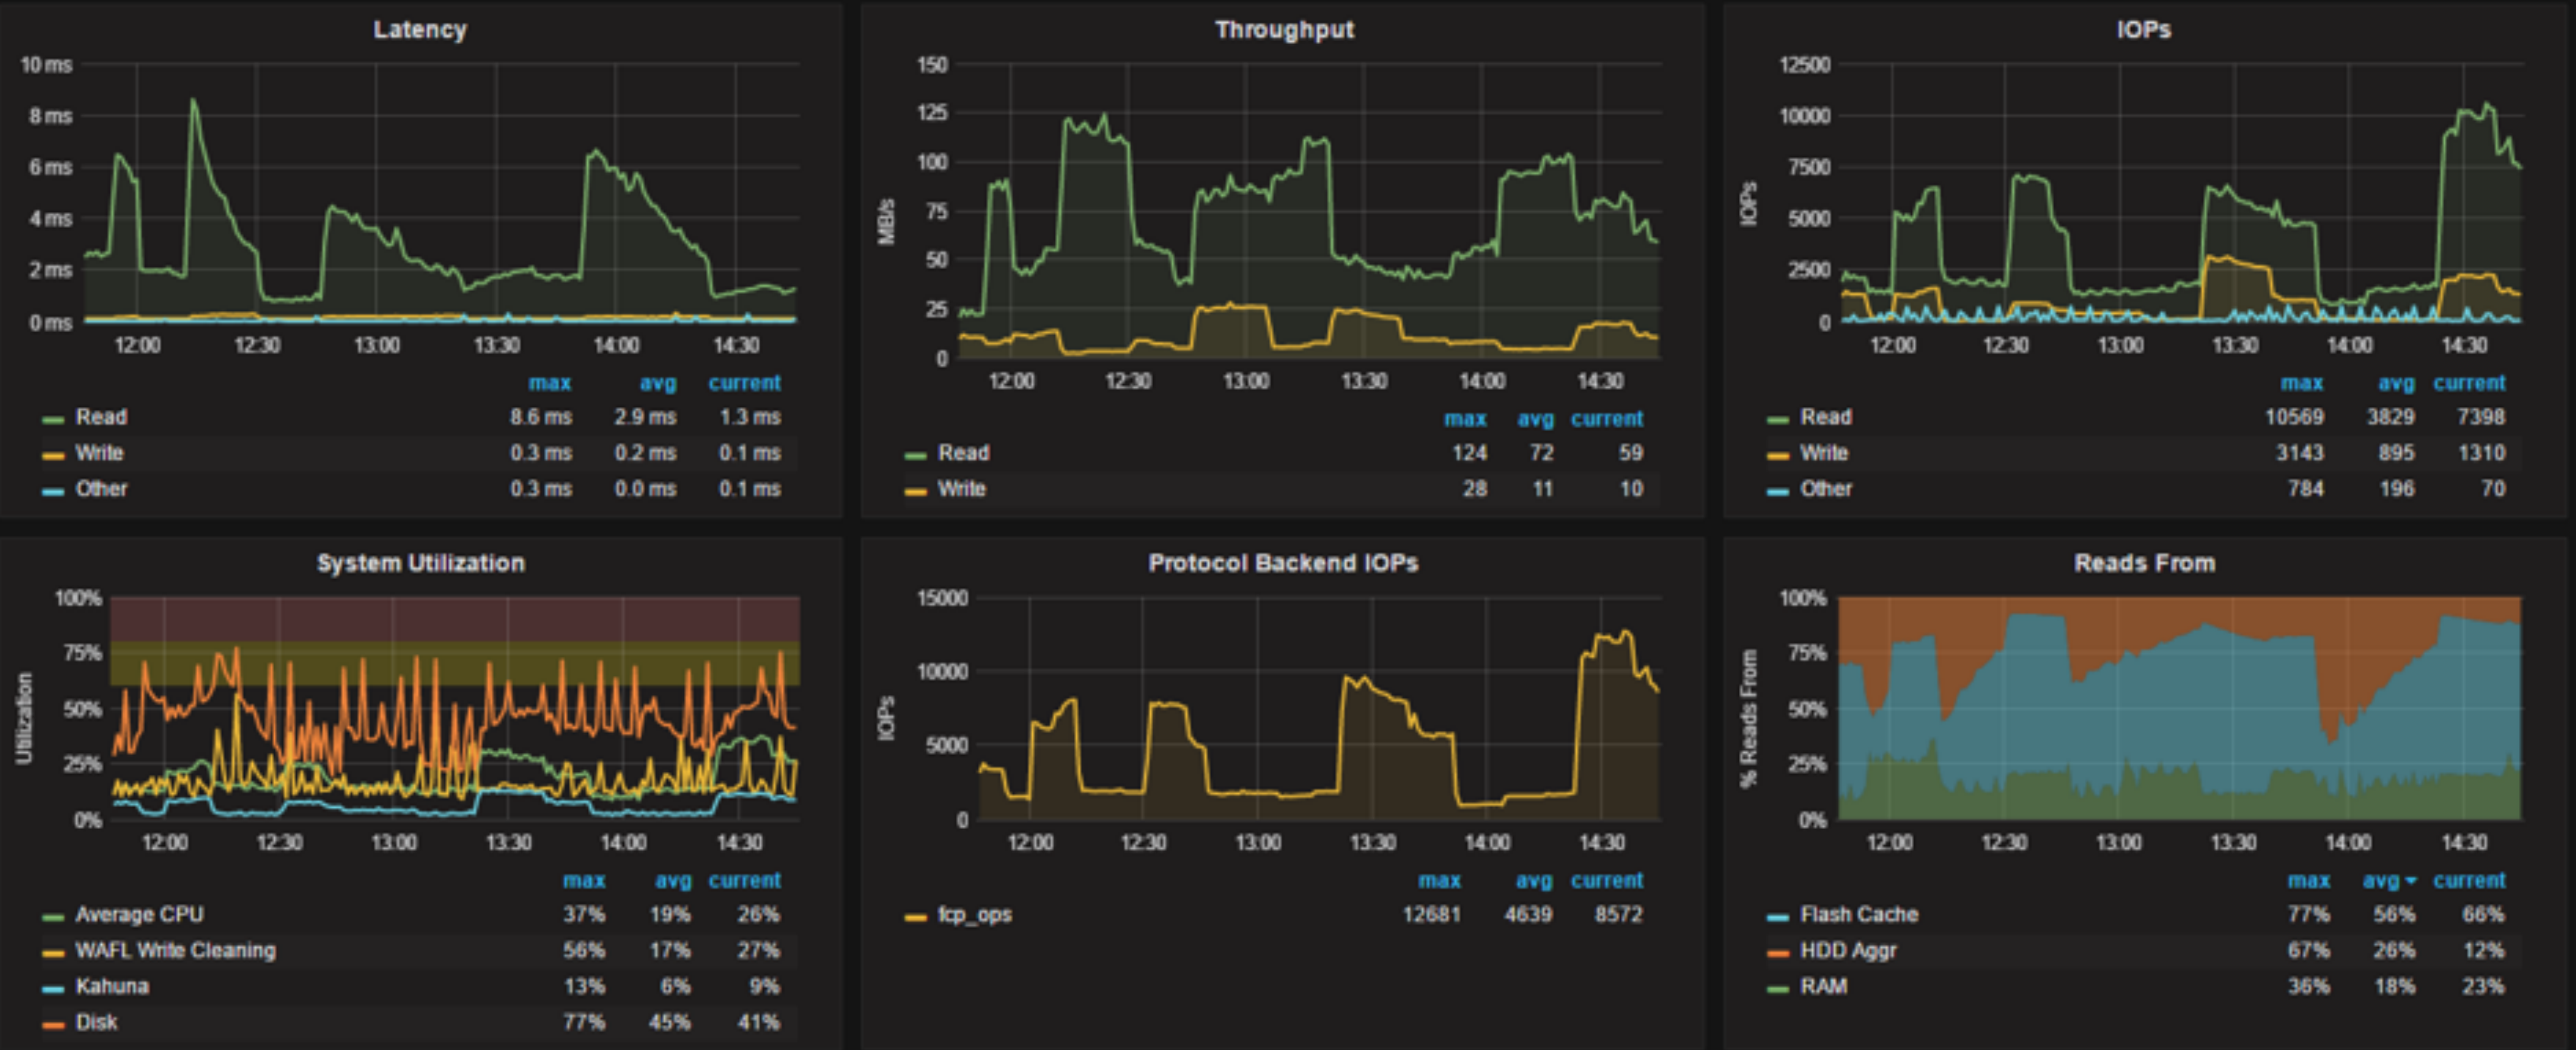 Latency
10 ms
8 ms
6 ms
4 ms
2 ms
0 ms
12:00 12:30 13:00 13:30 14:00 14:30
max avg current
Read 8.6 ms 2.9 ms 1.3 ms
Write 0.3 ms 0.2 ms 0.1 ms
Other 0.3 ms 0.0 ms 0.1 ms
Throughput
MB/s
150
125
100
75
50
25
0
12:00 12:30 13:00 13:30 14:00 14:30
max avg current
Read 124 72 59
Write 28 11 10
IOPs
IOPs
12500
10000
7500
5000
2500
0
12:00 12:30 13:00 13:30 14:00 14:30
max avg current
Read 10569 3829 7398
Write 3143 895 1310
Other 784 196 70
System Utilization
Utilization
100%
75%
50%
25%
0%
12:00 12:30 13:00 13:30 14:00 14:30
max avg current
Average CPU 37% 19% 26%
WAFL Write Cleaning 56% 17% 27%
Kahuna 13% 6% 9%
Disk 77% 45% 41%
Protocol Backend IOPs
IOPs
15000
10000
5000
0
12:00 12:30 13:00 13:30 14:00 14:30
max avg current
fcp_ops 12681 4639 8572
Reads From
% Reads From
100%
75%
50%
25%
0%
12:00 12:30 13:00 13:30 14:00 14:30
max avg current
Flash Cache 77% 56% 66%
HDD Aggr 67% 26% 12%
RAM 36% 18% 23%